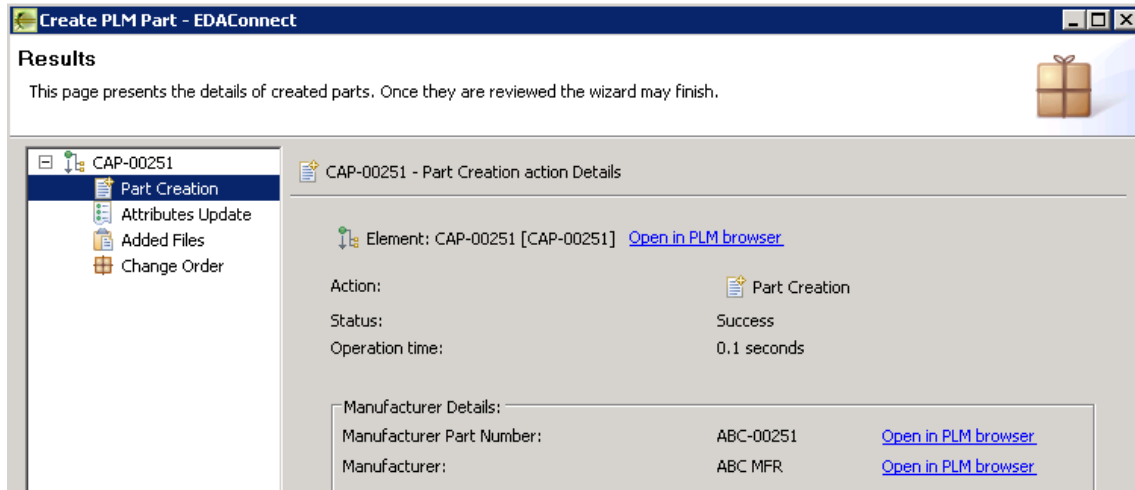 Create PLM Part - EDAConnect
Results
This page presents the details of created parts. Once they are reviewed the wizard may finish.
CAP-00251
Part Creation
Attributes Update
Added Files
Change Order
CAP-00251 - Part Creation action Details
Element: CAP-00251 [CAP-00251] Open in PLM browser
Action: Part Creation
Status: Success
Operation time: 0.1 seconds
Manufacturer Details:
Manufacturer Part Number: ABC-00251 Open in PLM browser
Manufacturer: ABC MFR Open in PLM browser